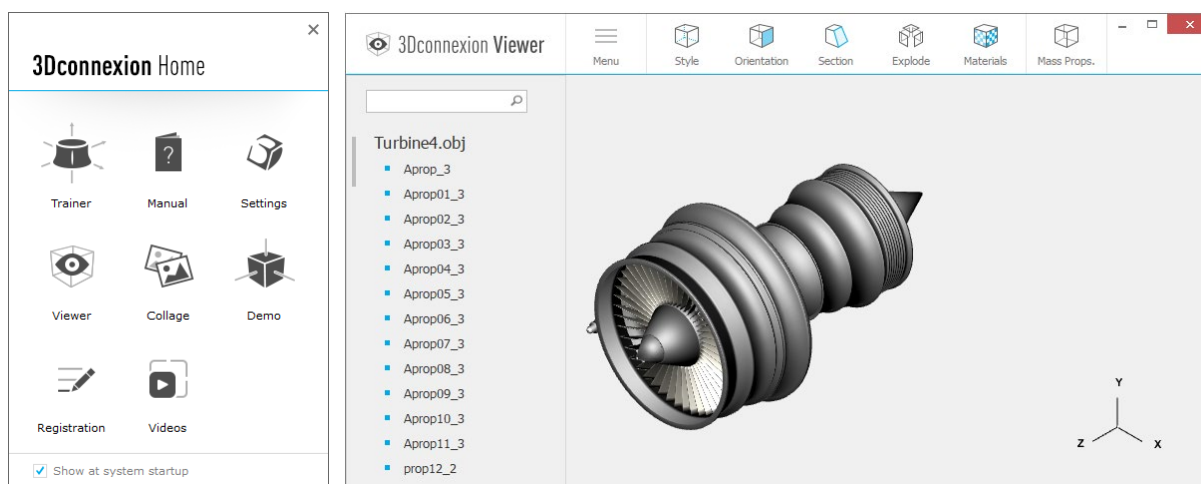 3Dconnexion Home
Trainer Manual Settings
?
Viewer Collage Demo
Registration Videos
Show at system startup
3Dconnexion Viewer
Menu Style Orientation Section Explode Materials Mass Props.
Turbine4.obj
Aprop_3
Aprop01_3
Aprop02_3
Aprop03_3
Aprop04_3
Aprop05_3
Aprop06_3
Aprop07_3
Aprop08_3
Aprop09_3
Aprop10_3
Aprop11_3
prop12_2
Y
Z X